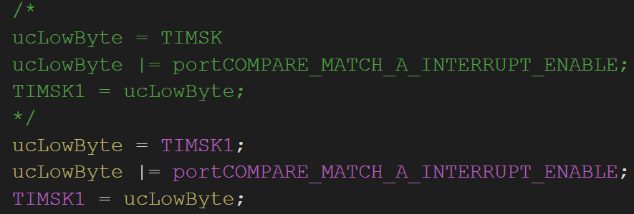 /*
ucLowByte = TIMSK
ucLowByte |= portCOMPARE_MATCH_A_INTERRUPT_ENABLE;
TIMSK1 = ucLowByte;
*/
ucLowByte = TIMSK1;
ucLowByte |= portCOMPARE_MATCH_A_INTERRUPT_ENABLE;
TIMSK1 = ucLowByte;